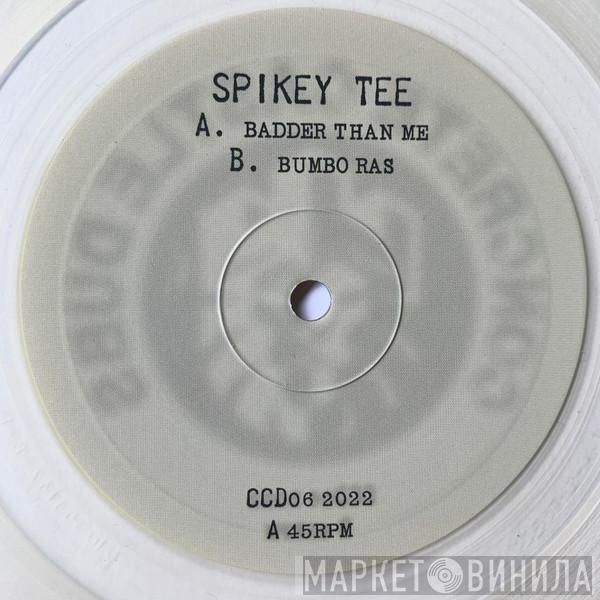 SPIKEY TEE
A. BADDER THAN ME
B. BUMBO RAS
CCD06 2022
A 45RPM
МАРКЕТ ВИНИЛА